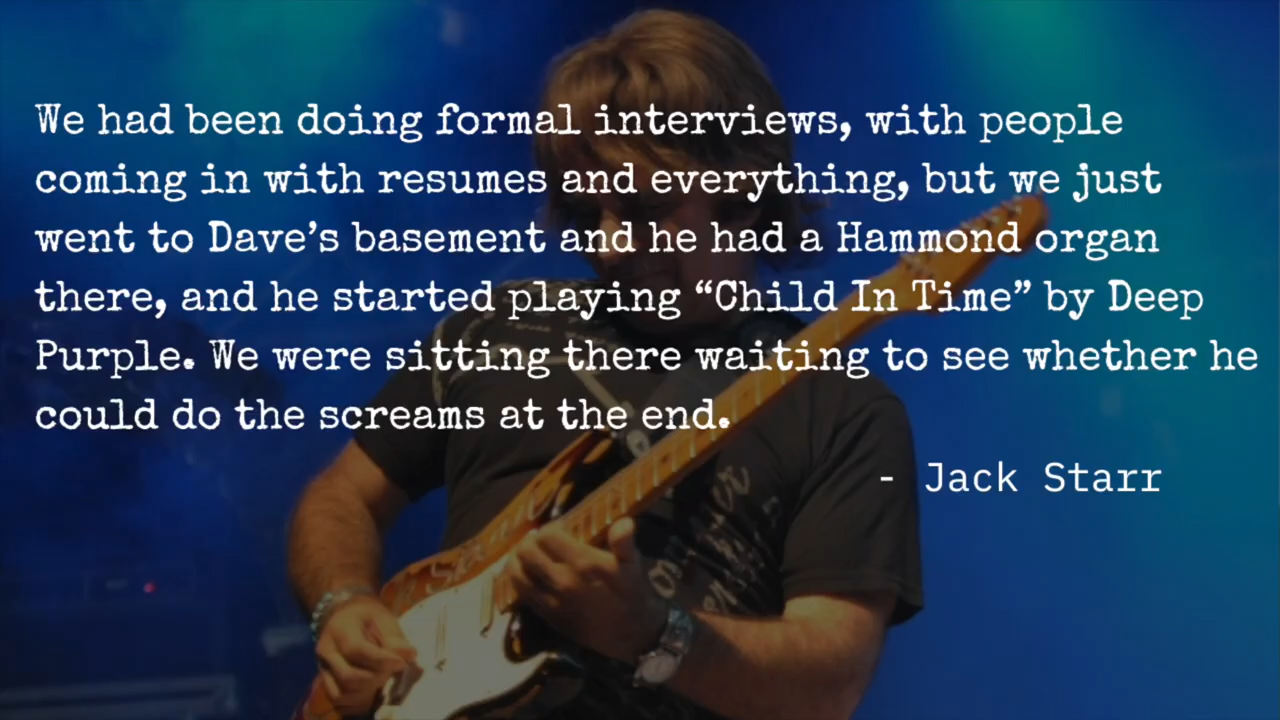 We had been doing formal interviews, with people
coming in with resumes and everything, but we just
went to Dave’s basement and he had a Hammond organ
there, and he started playing “Child In Time” by Deep
Purple. We were sitting there waiting to see whether he
could do the screams at the end.
- Jack Starr